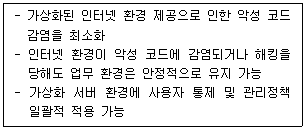 - 가상화된 인터넷 환경 제공으로 인한 악성 코드
감염을 최소화
- 인터넷 환경이 악성 코드에 감염되거나 해킹을
당해도 업무 환경은 안정적으로 유지 가능
- 가상화 서버 환경에 사용자 통제 및 관리정책
일괄적 적용 가능